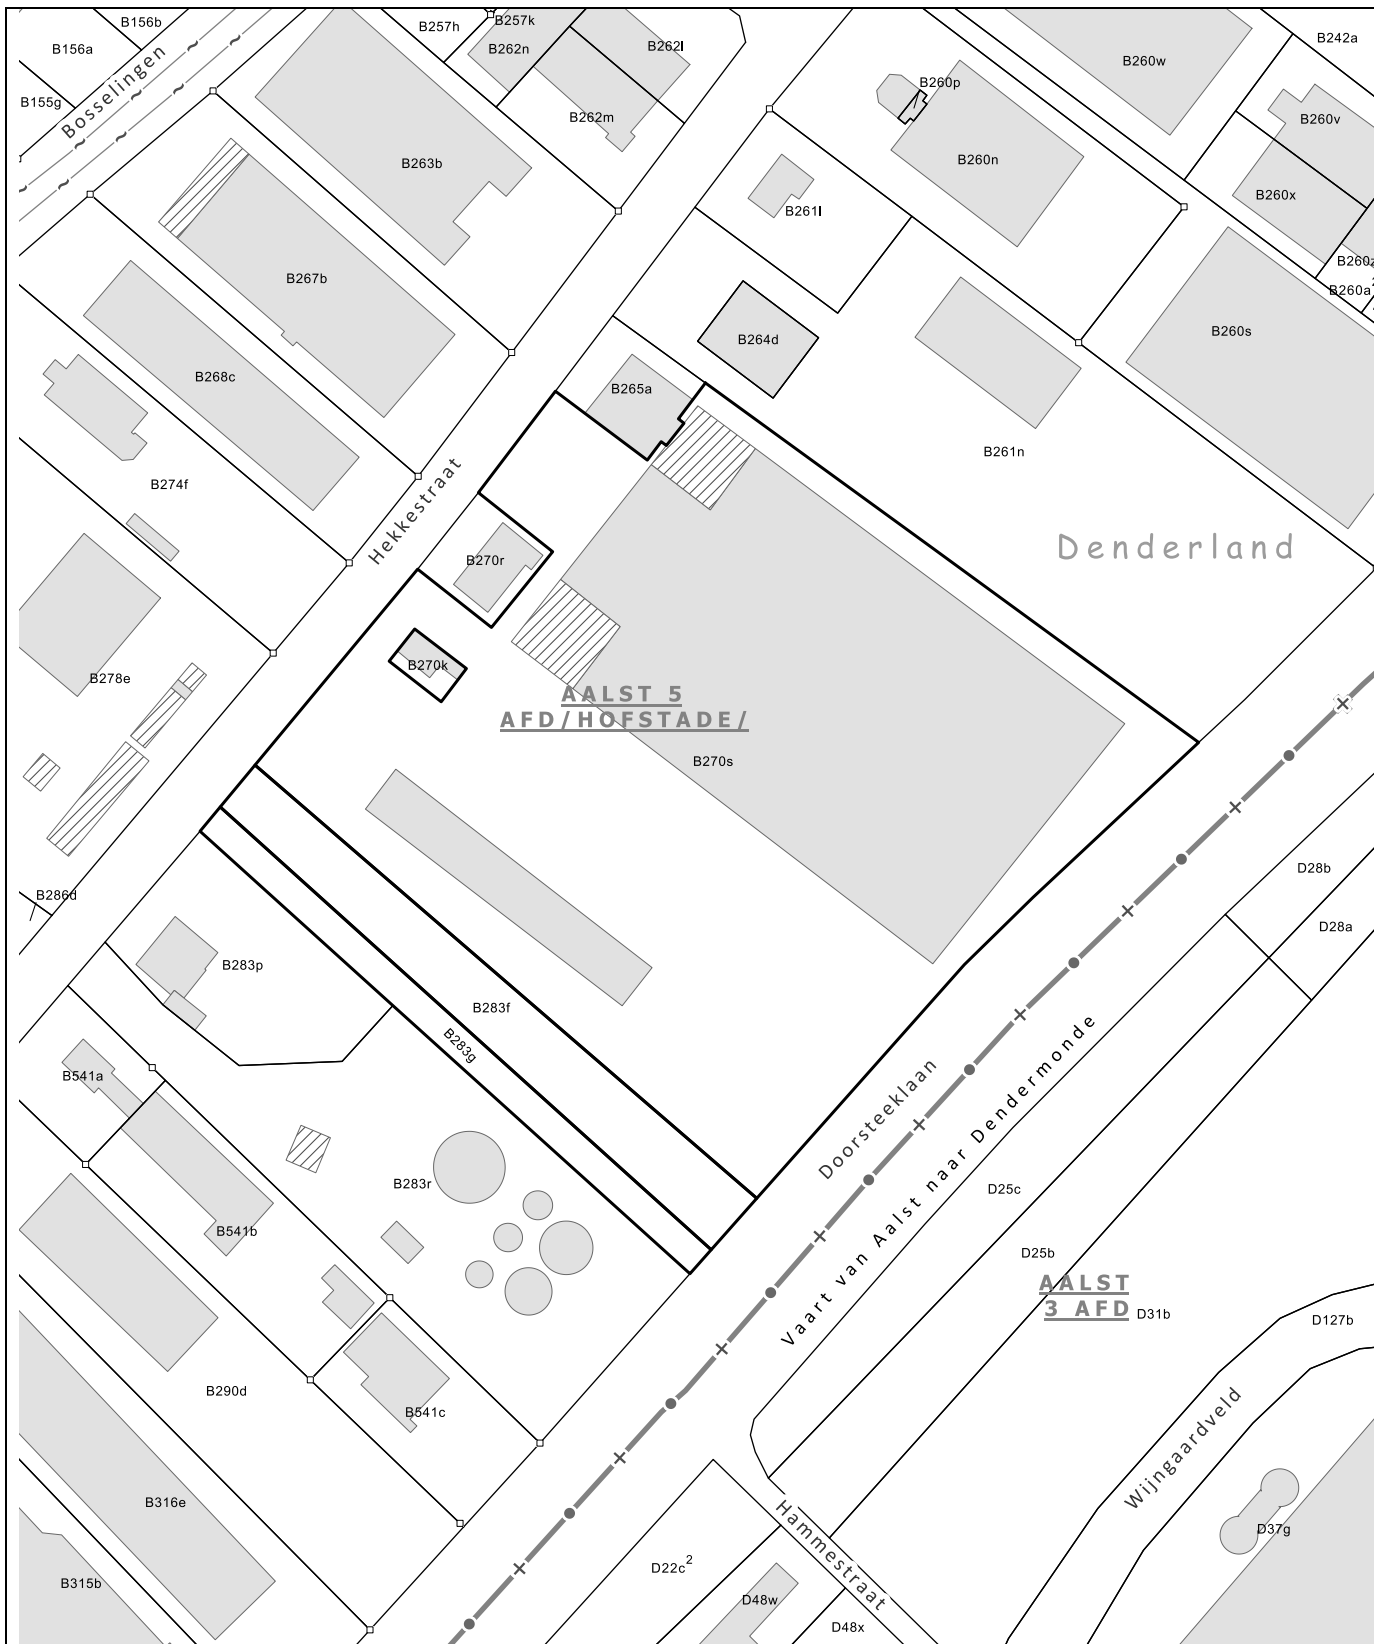 B156b
B257h
B257k
B156a
B262n
B262l
B242a
B260w
B155g
Bosselingen
B260p
B262m
B260v
B263b
B260n
B260x
B261l
B267b
B260a
B264d
B260s
B268c
B265a
B274f
Hekkestraat
B261n
Denderland
B270r
B278e
B270k
AALST 5
AFD/HOFSTADE/
B270s
D28b
B286d
D28a
B283p
B283f
B283g
B541a
Doorsteeklaan
Vaart van Aalst naar Dendermonde
B283r
D25c
B541b
D25b
AALST
3 AFD
D31b
D127b
B290d
B541c
Wijngaardveld
B316e
Hammestraat
D37g
B315b
D22c²
D48w
D48x